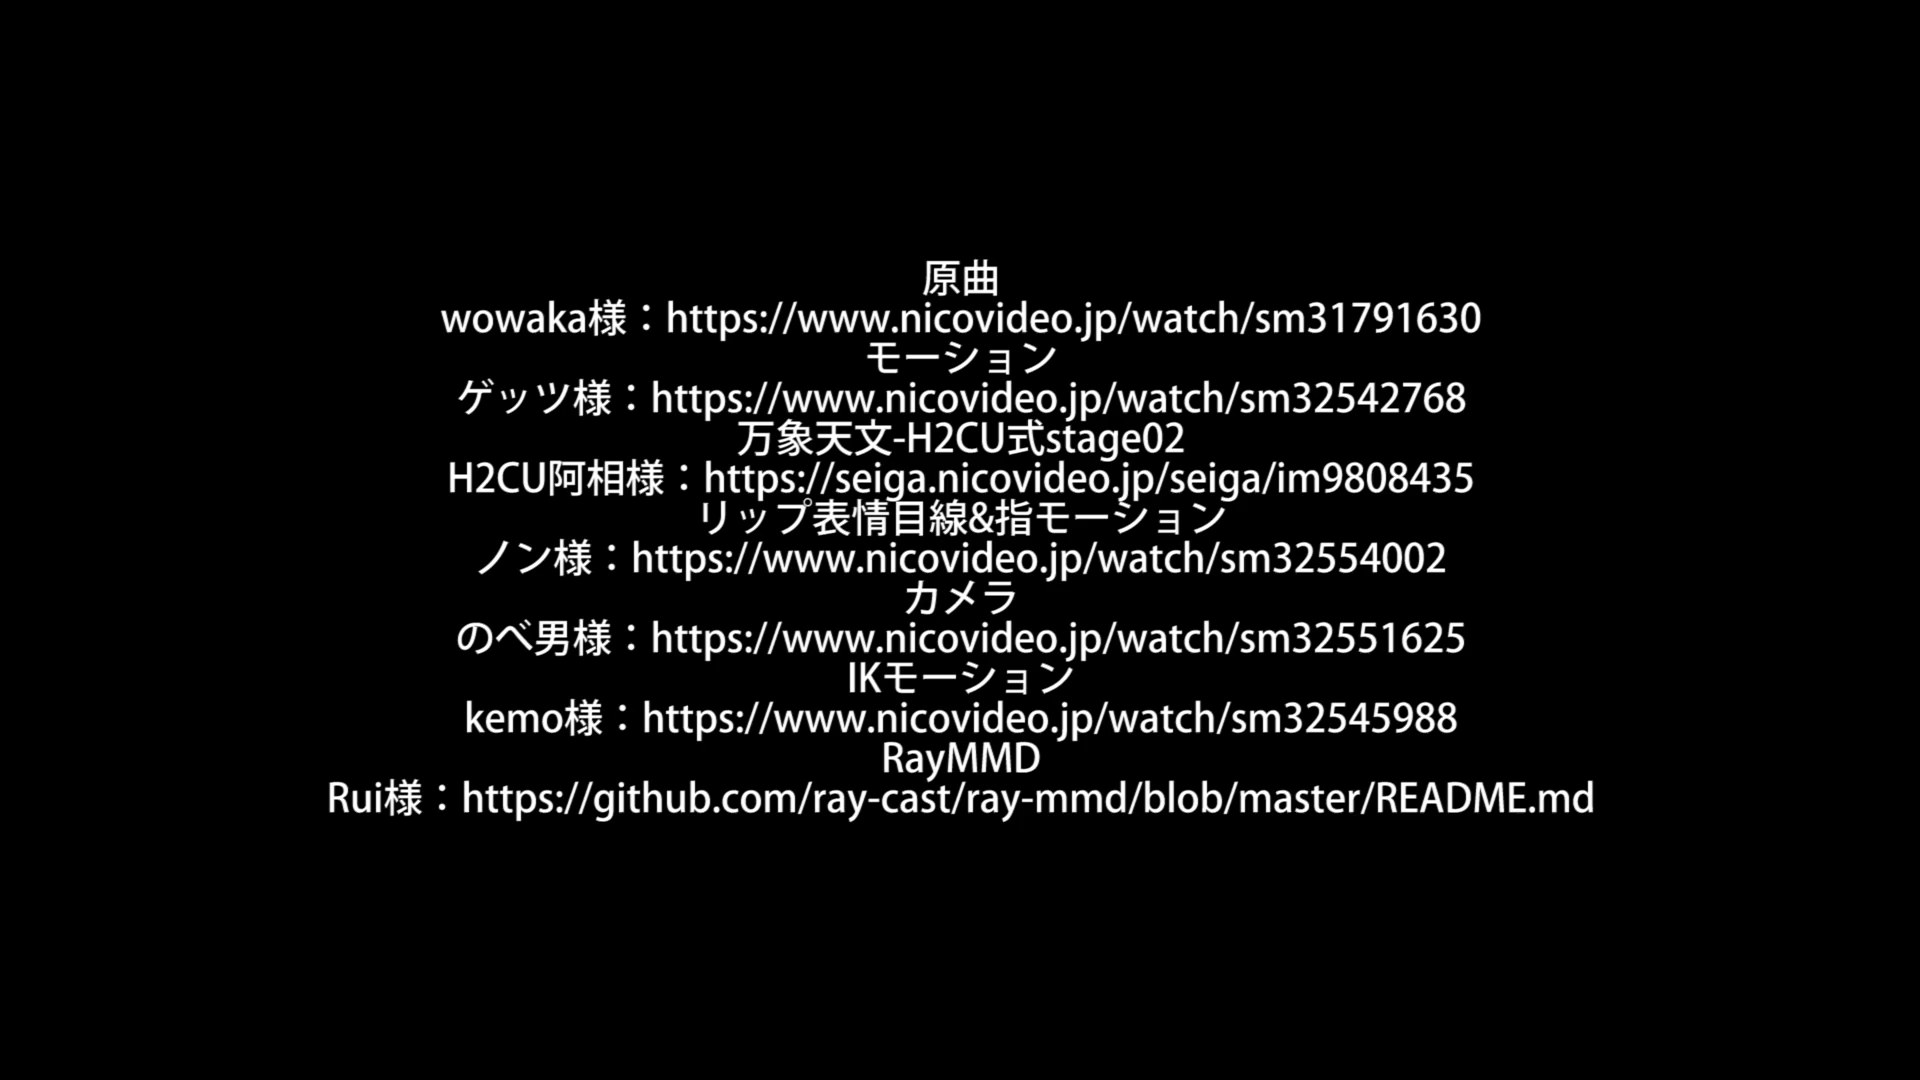 原曲
wowaka様：https://www.nicovideo.jp/watch/sm31791630
モーション
ゲッツ様：https://www.nicovideo.jp/watch/sm32542768
万象天文-H2CU式stage02
H2CU阿相様：https://seiga.nicovideo.jp/seiga/im9808435
リップ表情目線&指モーション
ノン様：https://www.nicovideo.jp/watch/sm32554002
カメラ
のべ男様：https://www.nicovideo.jp/watch/sm32551625
IKモーション
kemo様：https://www.nicovideo.jp/watch/sm32545988
RayMMD
Rui様：https://github.com/ray-cast/ray-mmd/blob/master/README.md